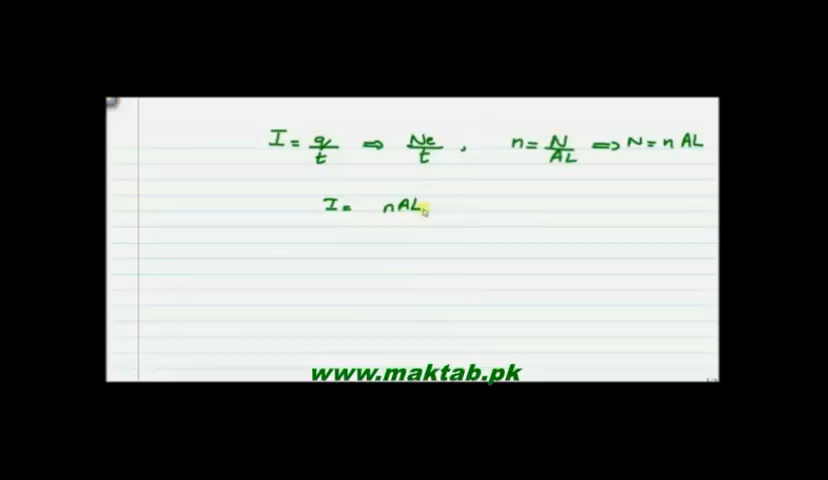 I = q/t ⇒ Ne/t , n = N/AL ⟹ N = n AL
I = nAL
www.maktab.pk